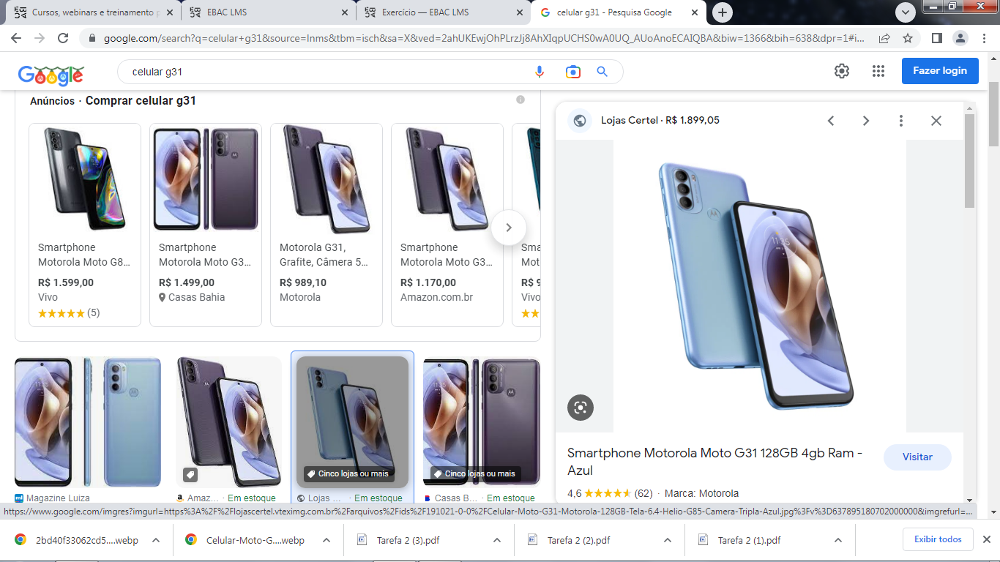 Cursos, webinars e treinamento p
EBAC LMS
Exercício — EBAC LMS
celular g31 - Pesquisa Google
google.com/search?q=celular+g31&source=lnms&tbm=isch&sa=X&ved=2ahUKEwjOhPLrzJj8AhXIqpUCHS0wA0UQ_AUoAnoECAIQBA&biw=1366&bih=638&dpr=1#i...
Google
celular g31
Fazer login
Anúncios · Comprar celular g31
Smartphone
Motorola Moto G8...
R$ 1.599,00
Vivo
(5)
Smartphone
Motorola Moto G3...
R$ 1.499,00
Casas Bahia
Motorola G31,
Grafite, Câmera 5...
R$ 989,10
Motorola
Smartphone
Motorola Moto G3...
R$ 1.170,00
Amazon.com.br
Sma
Mot
R$ 9
Vivo
Lojas Certel · R$ 1.899,05
11:35
Smartphone Motorola Moto G31 128GB 4gb Ram -
Azul
Visitar
4,6 (62) · Marca: Motorola
Cinco lojas ou mais
Cinco lojas ou mais
Magazine Luiza
Amaz... · Em estoque
Lojas ... · Em estoque
Casas B... · Em estoque
https://www.google.com/imgres?imgurl=https%3A%2F%2Flojascertel.vteximg.com.br%2Farquivos%2Fids%2F191021-0-0%2FCelular-Moto-G31-Motorola-128GB-Tela-6.4-Helio-G85-Camera-Tripla-Azul.jpg%3Fv%3D637895180702000000&imgrefurl=...
2bd40f33062cd5....webp
Celular-Moto-G....webp
Tarefa 2 (3).pdf
Tarefa 2 (2).pdf
Tarefa 2 (1).pdf
Exibir todos